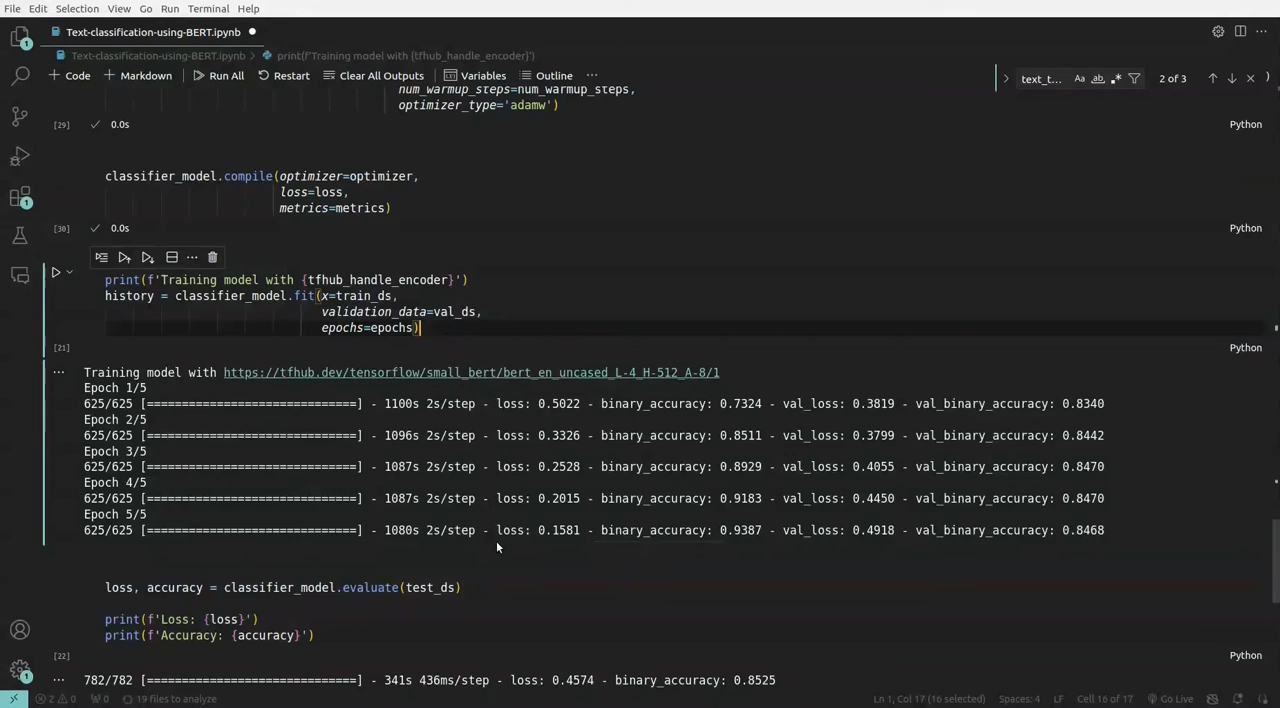 File Edit Selection View Go Run Terminal Help
Text-classification-using-BERT.ipynb
Text-classification-using-BERT.ipynb > print(f'Training model with {tfhub_handle_encoder}')
+ Code + Markdown Run All Restart Clear All Outputs Variables Outline ...
text_t... Aa ab .* 2 of 3
num_warmup_steps=num_warmup_steps,
optimizer_type='adamw')
[29] 0.0s Python
classifier_model.compile(optimizer=optimizer,
loss=loss,
metrics=metrics)
[30] 0.0s Python
print(f'Training model with {tfhub_handle_encoder}')
history = classifier_model.fit(x=train_ds,
validation_data=val_ds,
epochs=epochs)
[21] Python
... Training model with https://tfhub.dev/tensorflow/small_bert/bert_en_uncased_L-4_H-512_A-8/1
Epoch 1/5
625/625 [==============================] - 1100s 2s/step - loss: 0.5022 - binary_accuracy: 0.7324 - val_loss: 0.3819 - val_binary_accuracy: 0.8340
Epoch 2/5
625/625 [==============================] - 1096s 2s/step - loss: 0.3326 - binary_accuracy: 0.8511 - val_loss: 0.3799 - val_binary_accuracy: 0.8442
Epoch 3/5
625/625 [==============================] - 1087s 2s/step - loss: 0.2528 - binary_accuracy: 0.8929 - val_loss: 0.4055 - val_binary_accuracy: 0.8470
Epoch 4/5
625/625 [==============================] - 1087s 2s/step - loss: 0.2015 - binary_accuracy: 0.9183 - val_loss: 0.4450 - val_binary_accuracy: 0.8470
Epoch 5/5
625/625 [==============================] - 1080s 2s/step - loss: 0.1581 - binary_accuracy: 0.9387 - val_loss: 0.4918 - val_binary_accuracy: 0.8468
loss, accuracy = classifier_model.evaluate(test_ds)
print(f'Loss: {loss}')
print(f'Accuracy: {accuracy}')
[22] Python
... 782/782 [==============================] - 341s 436ms/step - loss: 0.4574 - binary_accuracy: 0.8525
2 0 0 19 files to analyze Ln 1, Col 17 (16 selected) Spaces: 4 LF Cell 16 of 37 Go Live